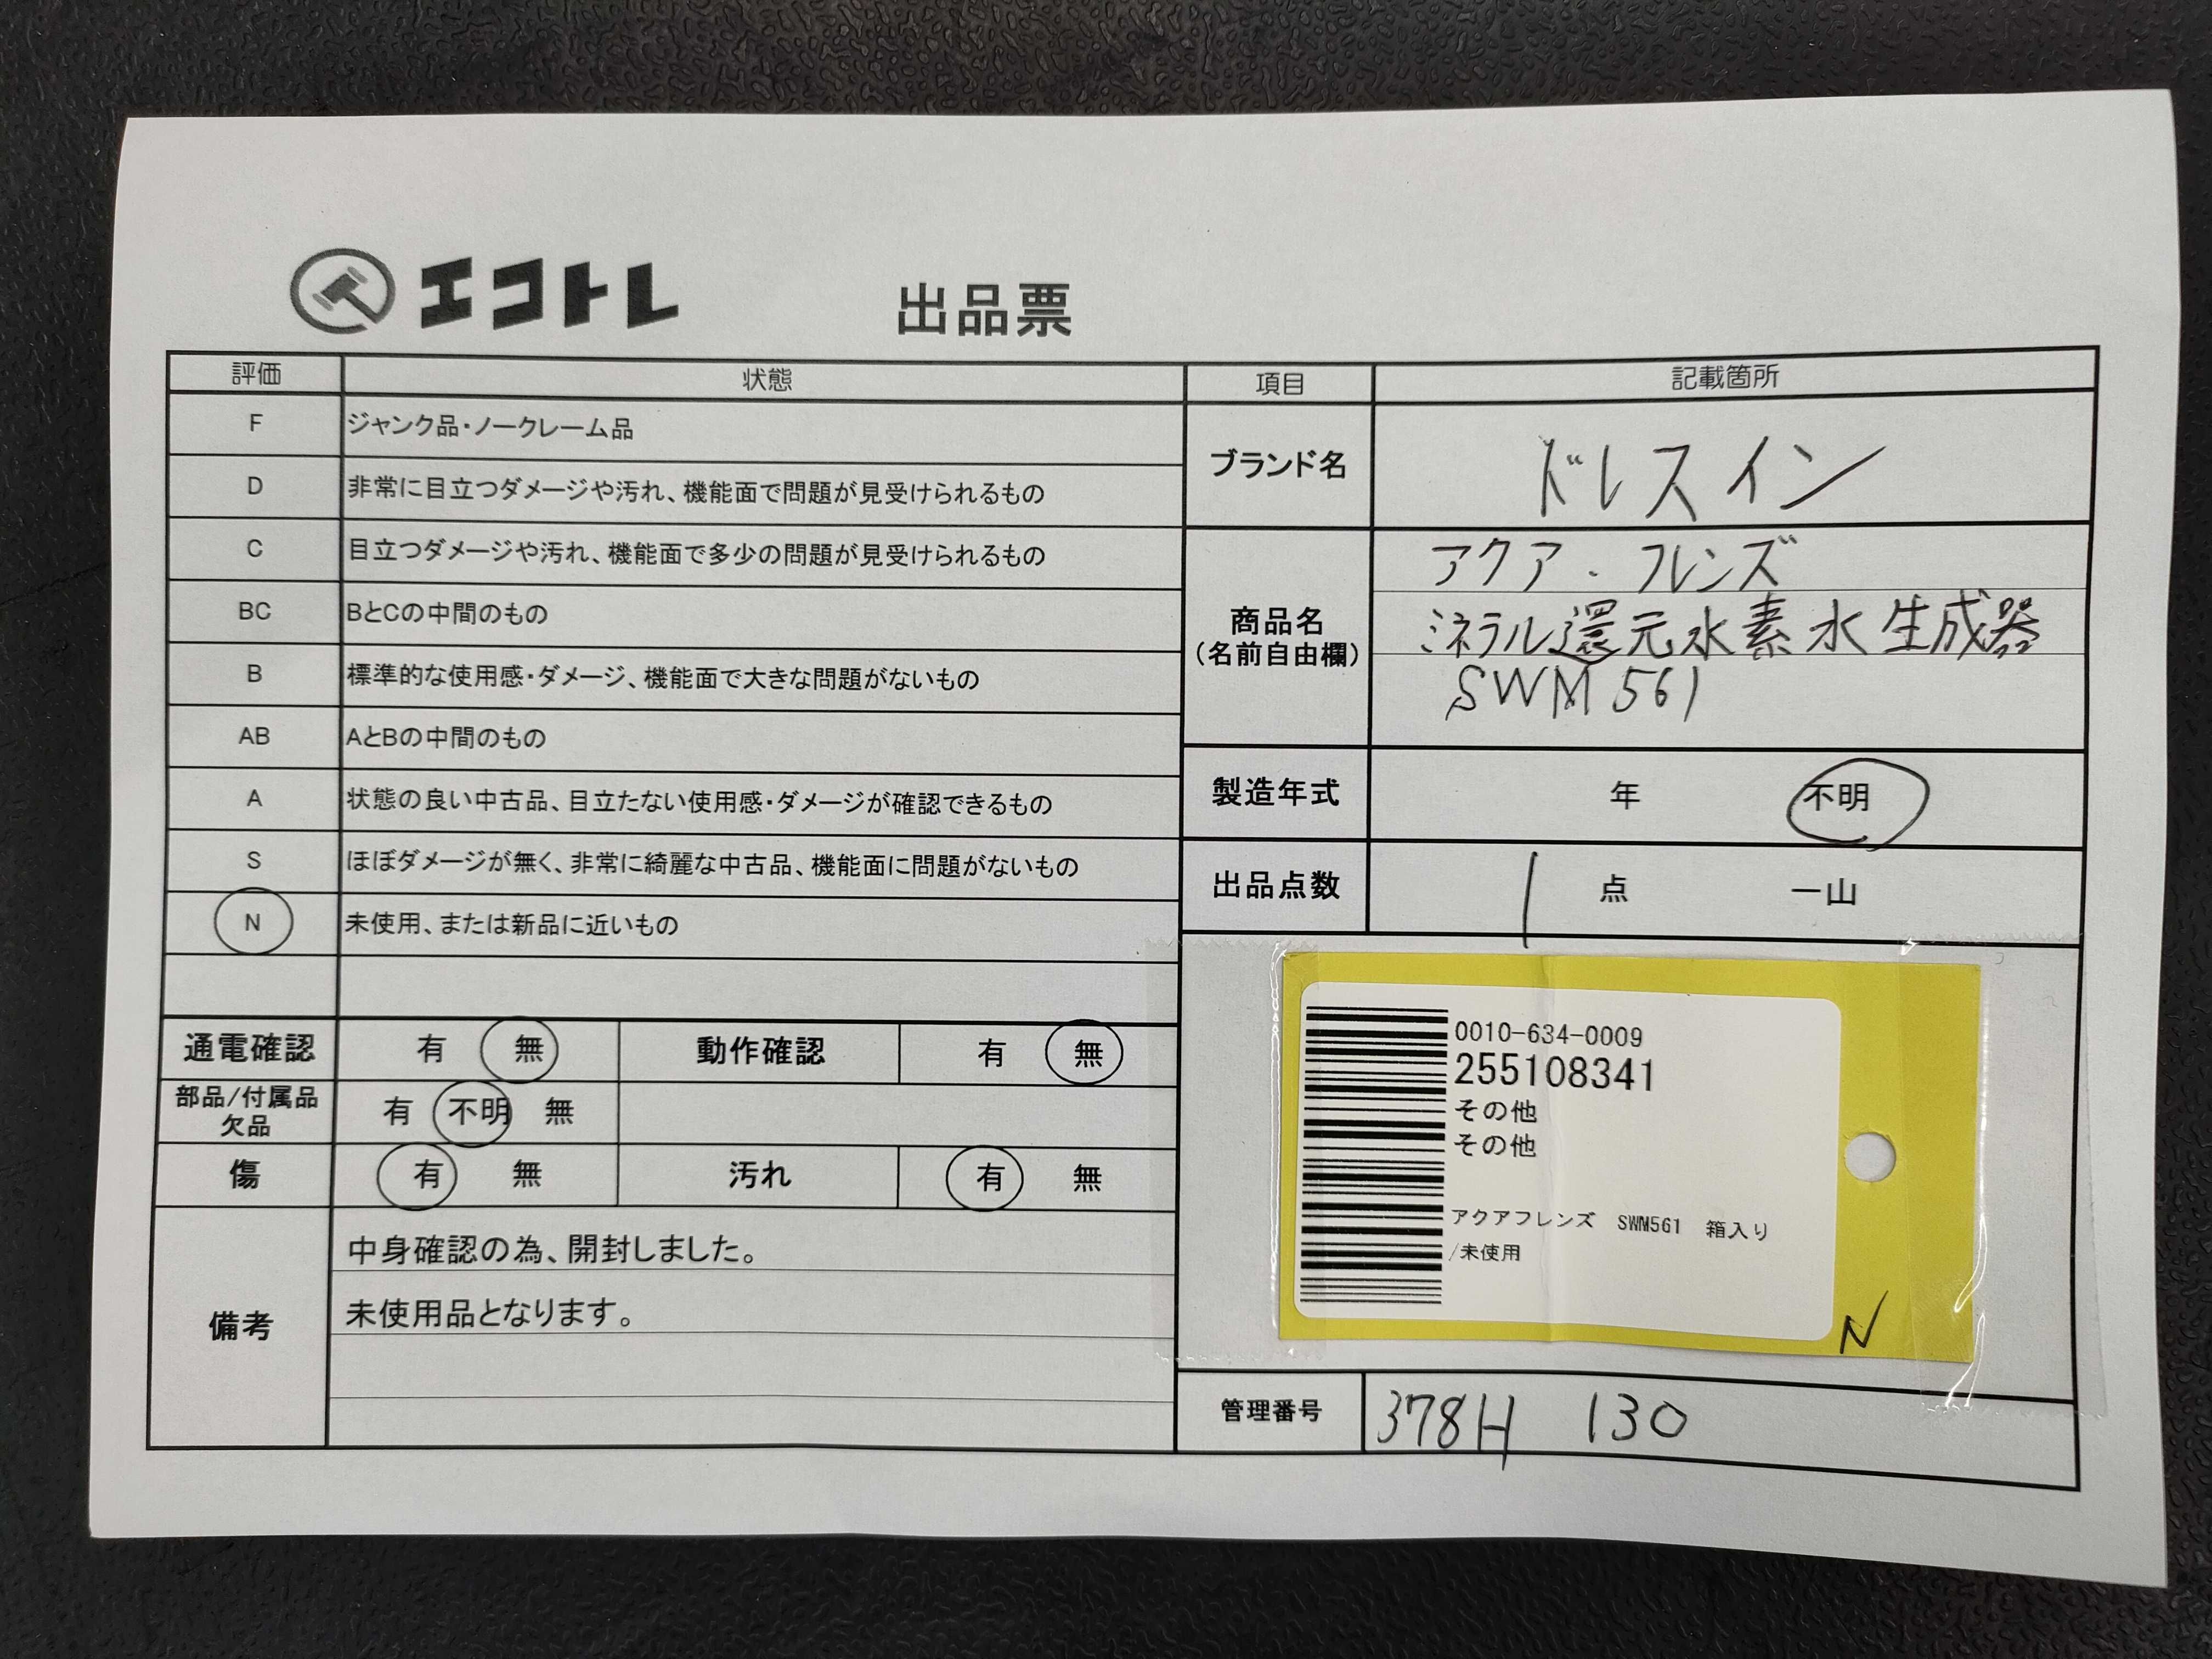 エコトレ
出品票
評価 状態
F ジャンク品・ノークレーム品
D 非常に目立つダメージや汚れ、機能面で問題が見受けられるもの
C 目立つダメージや汚れ、機能面で多少の問題が見受けられるもの
BC BとCの中間のもの
B 標準的な使用感・ダメージ、機能面で大きな問題がないもの
AB AとBの中間のもの
A 状態の良い中古品、目立たない使用感・ダメージが確認できるもの
S ほぼダメージが無く、非常に綺麗な中古品、機能面に問題がないもの
N 未使用、または新品に近いもの
通電確認 有 無 動作確認 有 無
部品/付属品
欠品
有 不明 無
傷 有 無 汚れ 有 無
備考
中身確認の為、開封しました。
未使用品となります。
項目 記載箇所
ブランド名 ドレスイン
商品名
(名前自由欄)
アクア・フレンズ
ミネラル還元水素水生成器
SWM561
製造年式 年 不明
出品点数 1 点 一山
0010-634-0009
255108341
その他
その他
アクアフレンズ SWM561 箱入り
/未使用
N
管理番号 378H 130